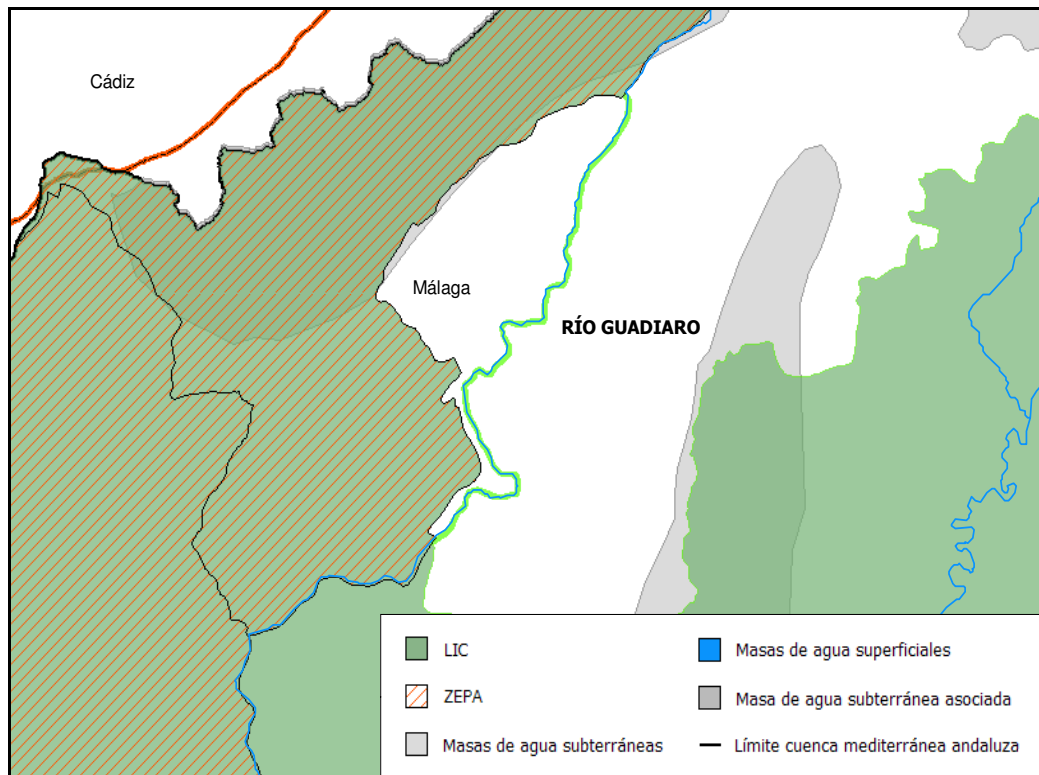 Cádiz
Málaga
RÍO GUADIARO
LIC
ZEPA
Masas de agua subterráneas
Masas de agua superficiales
Masa de agua subterránea asociada
Límite cuenca mediterránea andaluza